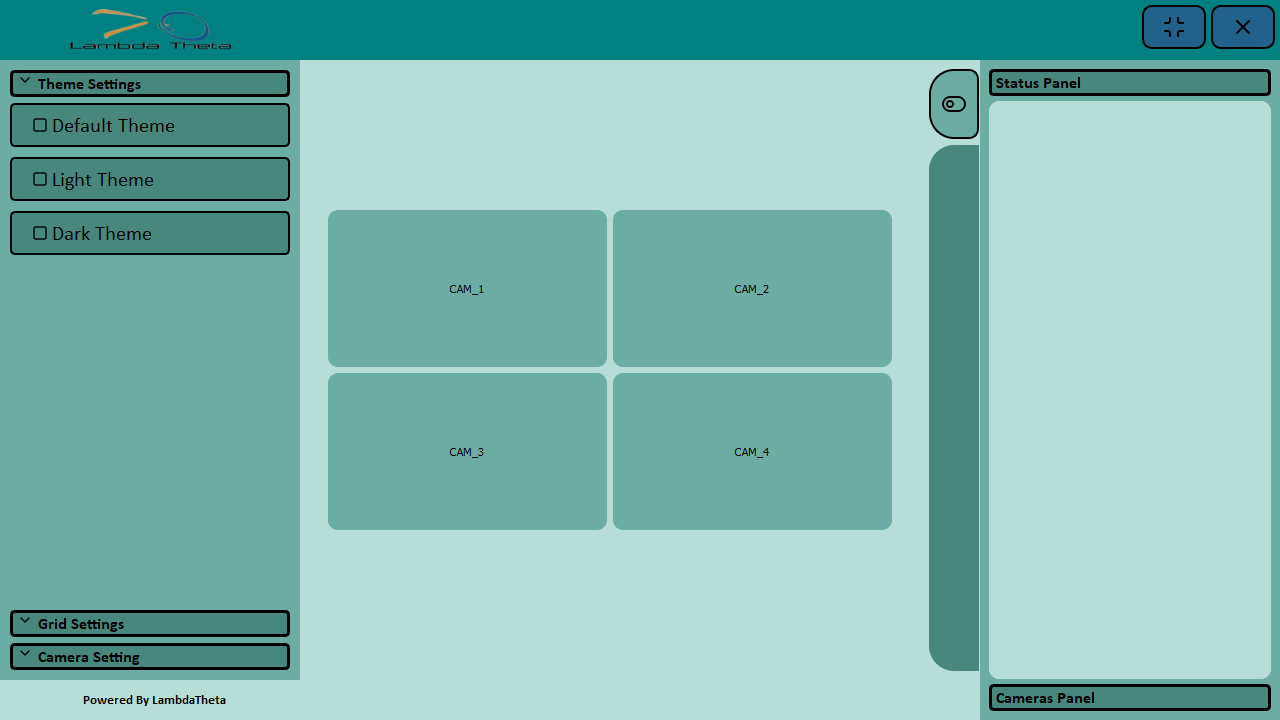 Lambda Theta
Theme Settings
Default Theme
Light Theme
Dark Theme
Grid Settings
Camera Setting
Powered By LambdaTheta
CAM_1
CAM_2
CAM_3
CAM_4
Status Panel
Cameras Panel